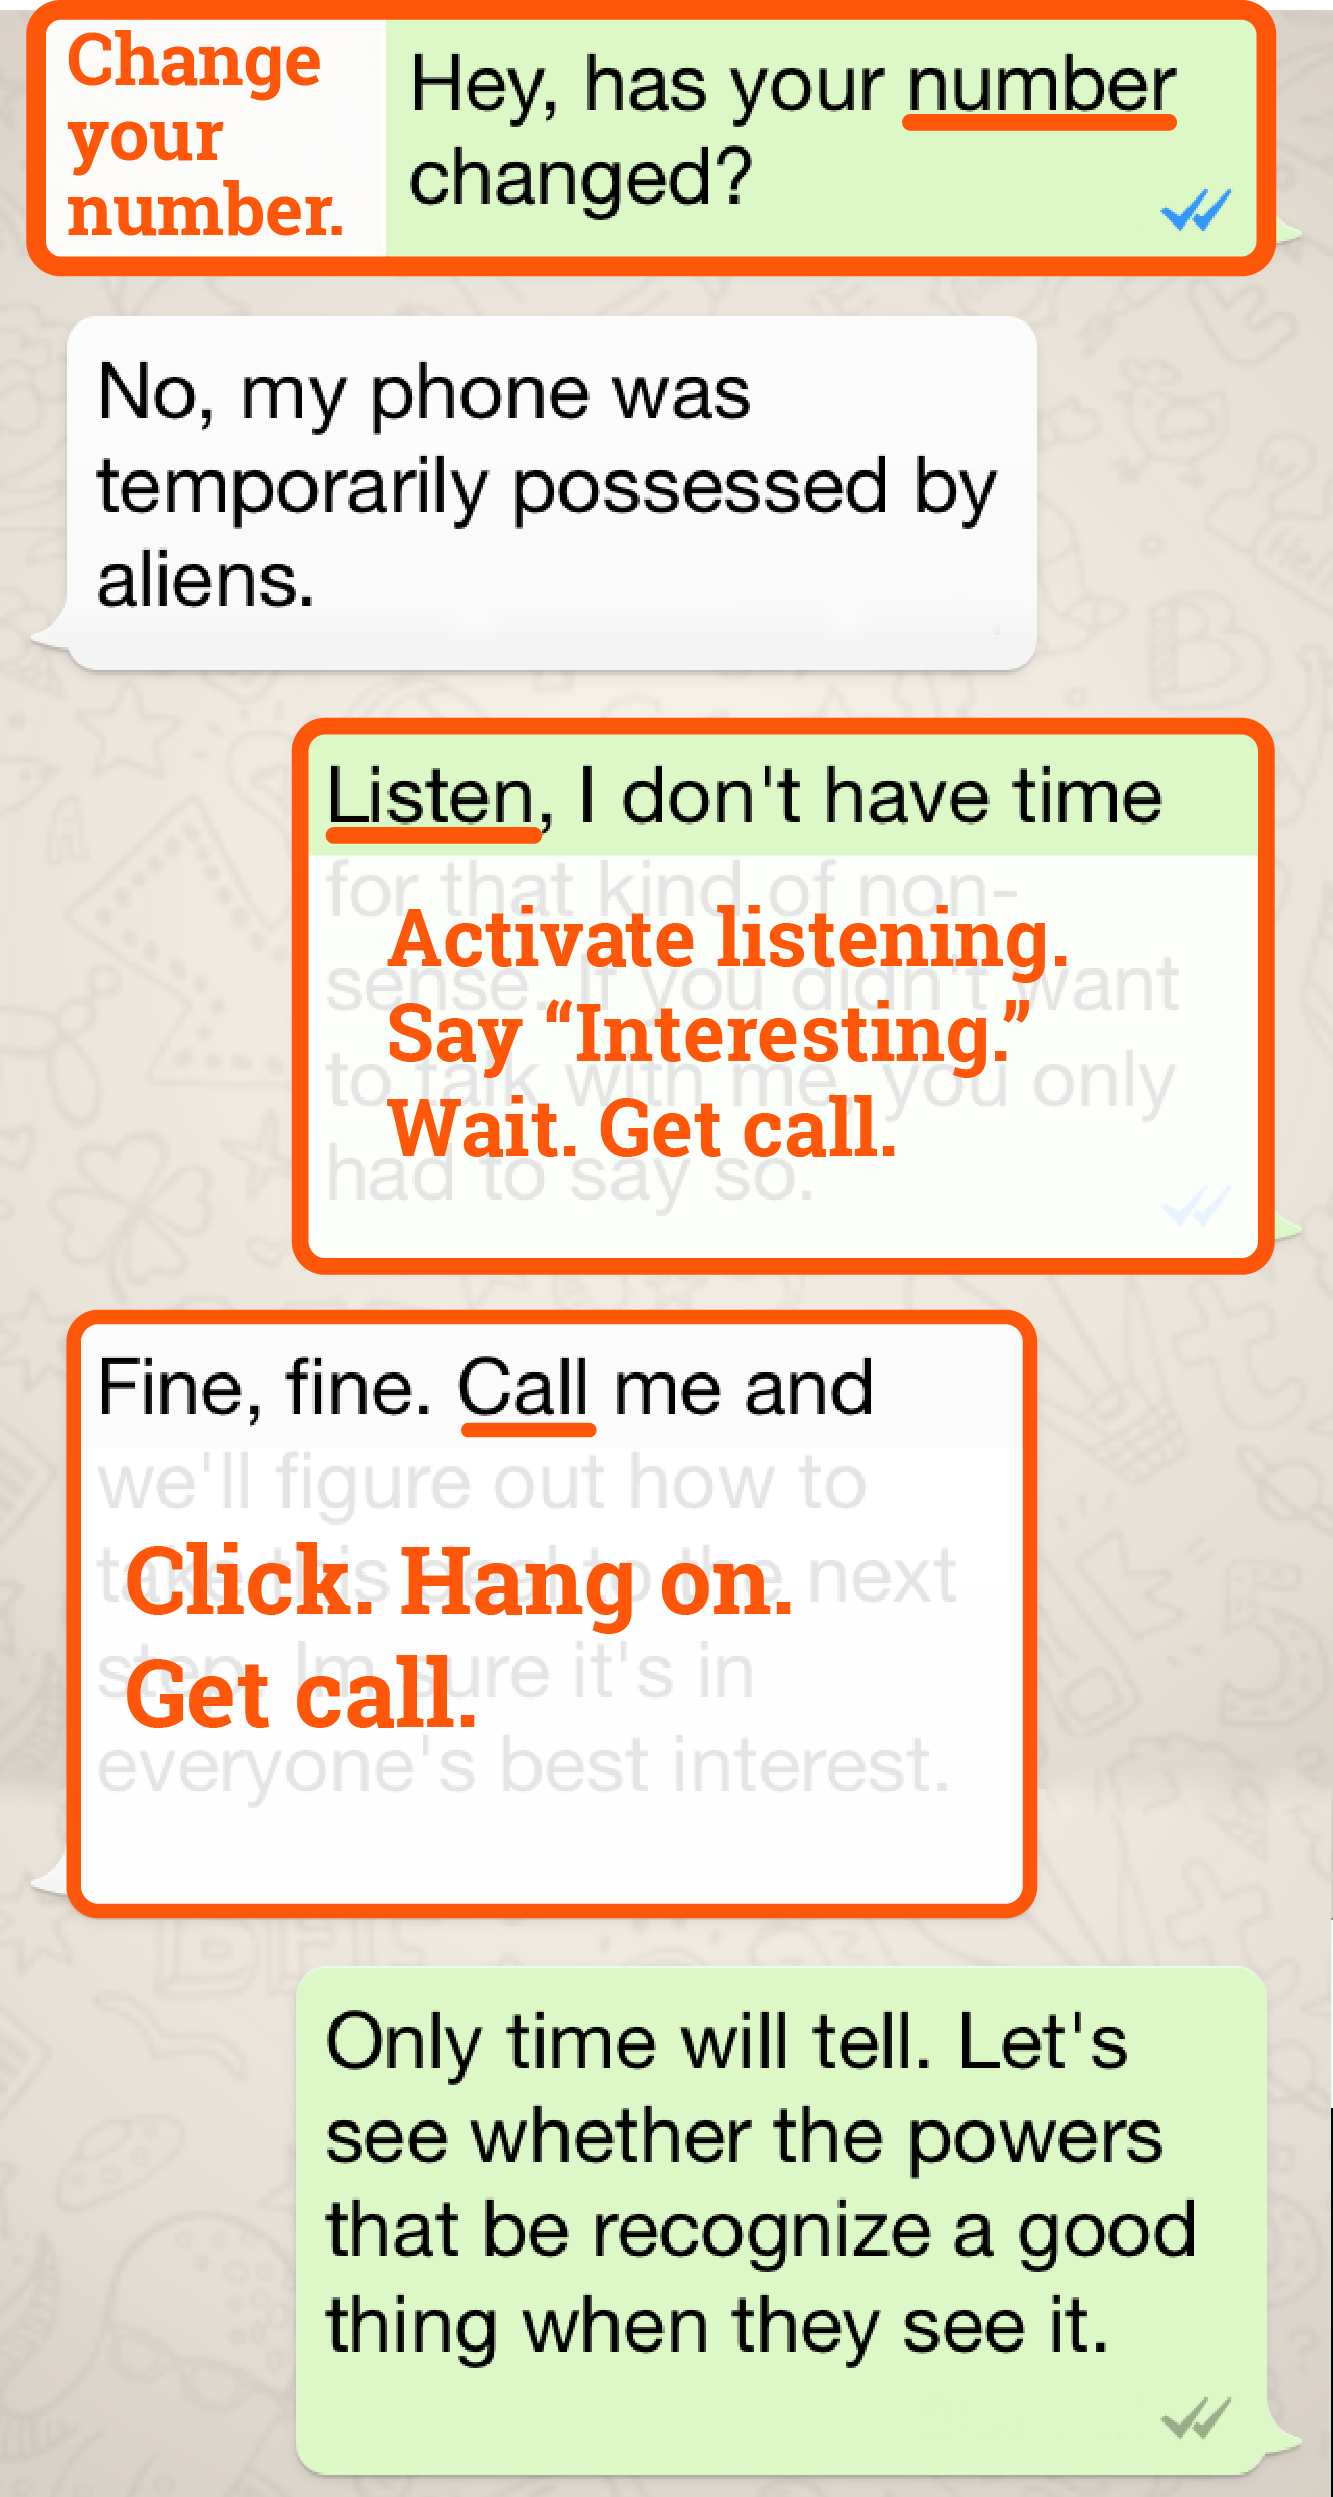 Change
your
number.
Hey, has your number
changed?
No, my phone was
temporarily possessed by
aliens.
Listen, I don't have time
for that kind of non-
sense. If you didn't want
to talk with me, you only
had to say so.
Activate listening.
Say “Interesting.”
Wait. Get call.
Fine, fine. Call me and
we'll figure out how to
take this deal to the next
step. Im sure it's in
everyone's best interest.
Click. Hang on.
Get call.
Only time will tell. Let's
see whether the powers
that be recognize a good
thing when they see it.